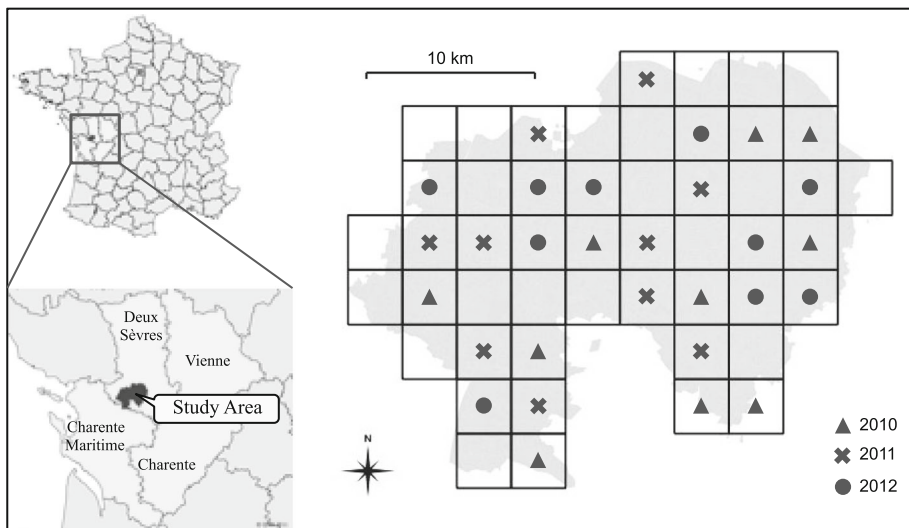 10 km
Deux
Sèvres
Vienne
Study Area
Charente
Maritime
Charente
N
2010
2011
2012